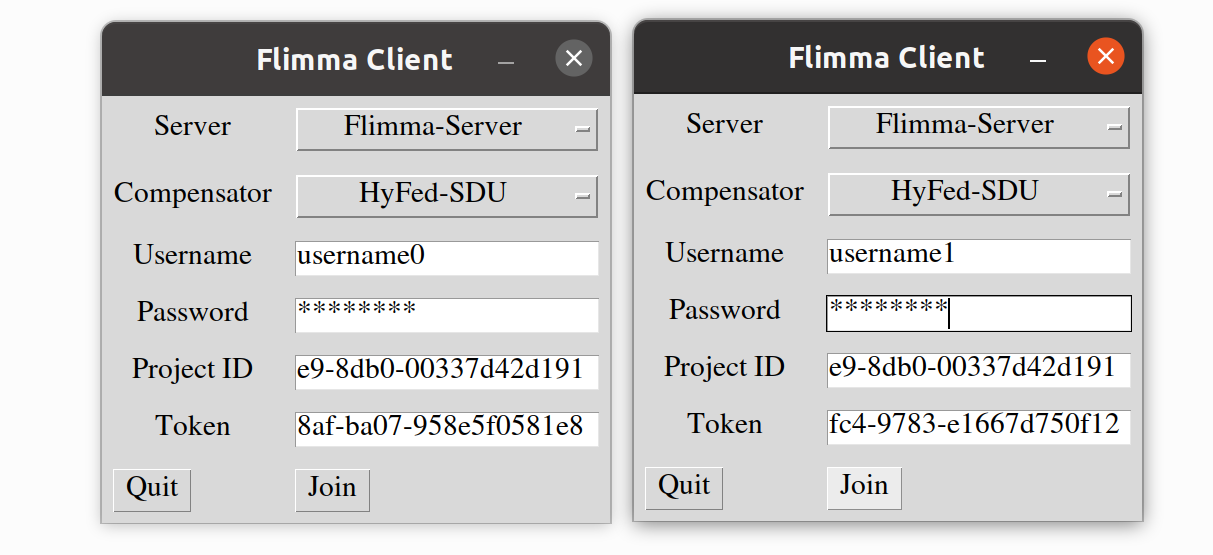 Flimma Client
Server Flimma-Server
Compensator HyFed-SDU
Username username0
Password ********
Project ID e9-8db0-00337d42d191
Token 8af-ba07-958e5f0581e8
Quit Join
Flimma Client
Server Flimma-Server
Compensator HyFed-SDU
Username username1
Password ********
Project ID e9-8db0-00337d42d191
Token fc4-9783-e1667d750f12
Quit Join